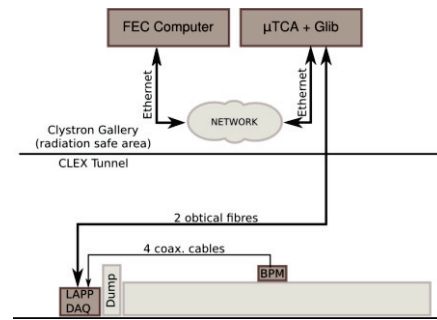 FEC Computer
μTCA + Glib
Ethernet
Ethernet
NETWORK
Clystron Gallery
(radiation safe area)
CLEX Tunnel
2 obtical fibres
4 coax. cables
BPM
LAPP
DAQ
Dump